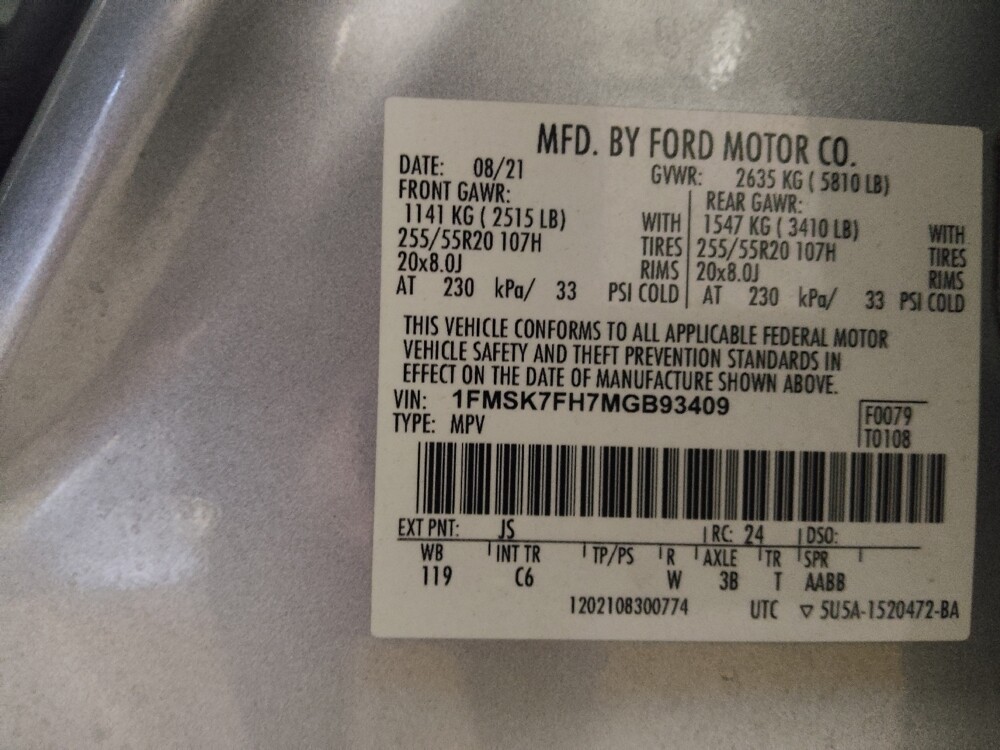 MFD. BY FORD MOTOR CO.
DATE: 08/21 GVWR: 2635 KG ( 5810 LB)
FRONT GAWR: REAR GAWR:
1141 KG ( 2515 LB) WITH 1547 KG ( 3410 LB) WITH
255/55R20 107H TIRES 255/55R20 107H TIRES
20x8.0J RIMS 20x8.0J RIMS
AT 230 kPa/ 33 PSI COLD AT 230 kPa/ 33 PSI COLD
THIS VEHICLE CONFORMS TO ALL APPLICABLE FEDERAL MOTOR
VEHICLE SAFETY AND THEFT PREVENTION STANDARDS IN
EFFECT ON THE DATE OF MANUFACTURE SHOWN ABOVE.
VIN: 1FMSK7FH7MGB93409 F0079
TYPE: MPV T0108
EXT PNT: JS RC: 24 DSO:
WB INT TR TP/PS R AXLE TR SPR
119 C6 W 3B T AABB
1202108300774 UTC ▽ 5U5A-1520472-BA